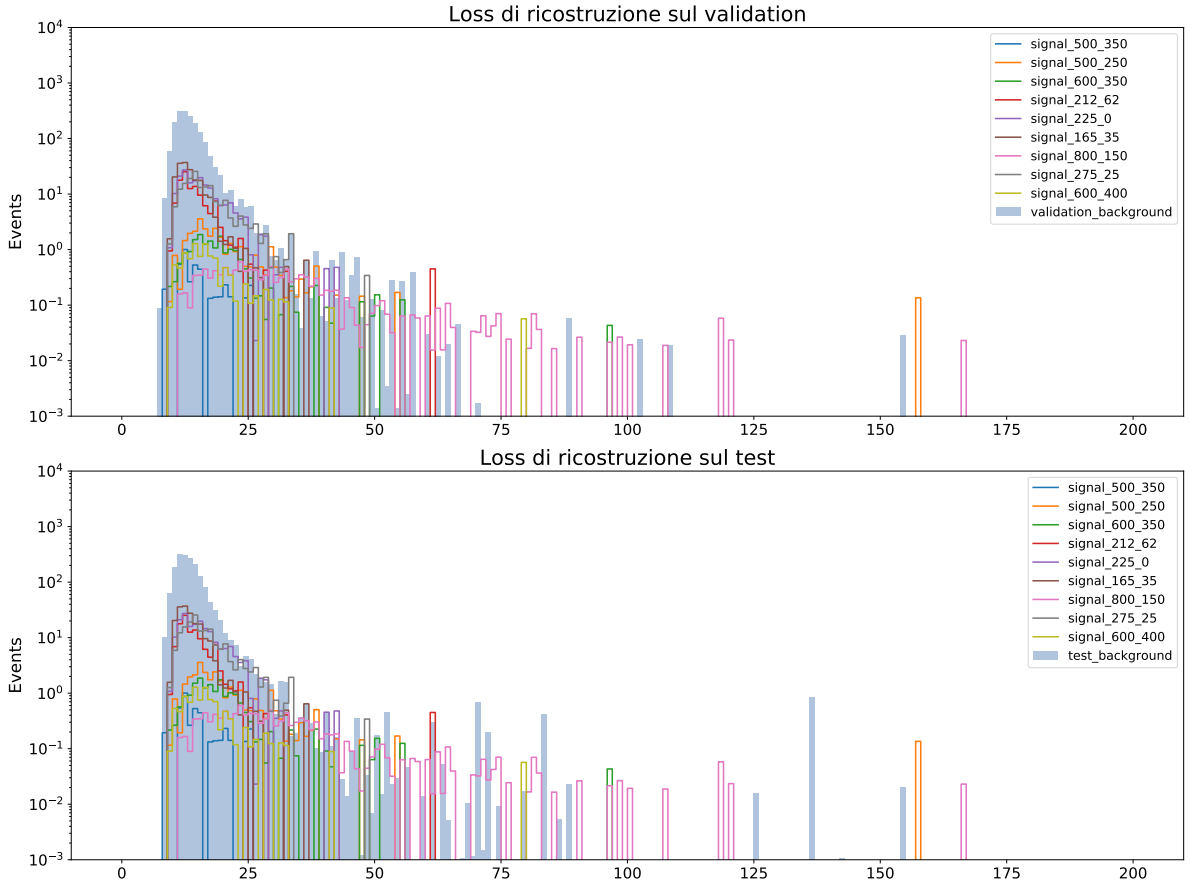 Loss di ricostruzione sul validation
10^4
10^3
10^2
10^1
10^0
10^-1
10^-2
10^-3
Events
signal_500_350
signal_500_250
signal_600_350
signal_212_62
signal_225_0
signal_165_35
signal_800_150
signal_275_25
signal_600_400
validation_background
0 25 50 75 100 125 150 175 200
Loss di ricostruzione sul test
10^4
10^3
10^2
10^1
10^0
10^-1
10^-2
10^-3
Events
signal_500_350
signal_500_250
signal_600_350
signal_212_62
signal_225_0
signal_165_35
signal_800_150
signal_275_25
signal_600_400
test_background
0 25 50 75 100 125 150 175 200